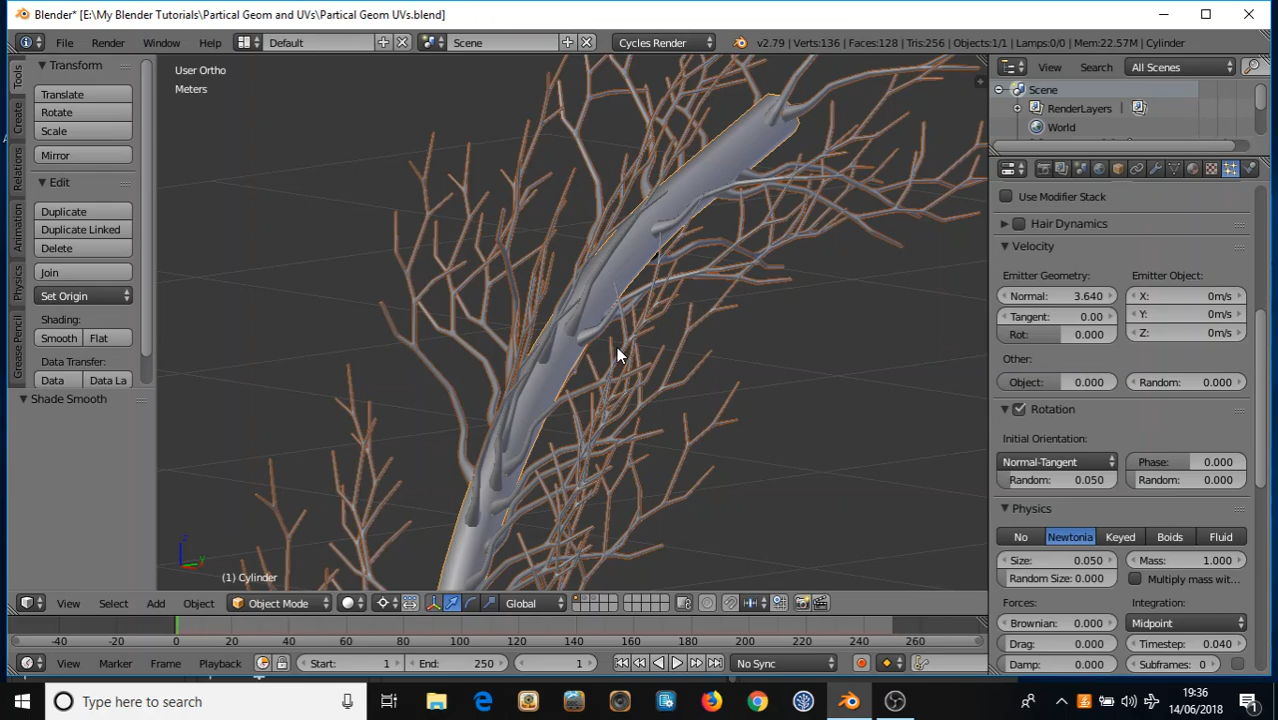 Blender* [E:\My Blender Tutorials\Partical Geom and UVs\Partical Geom UVs.blend]
File Render Window Help Default Scene Cycles Render v2.79 | Verts:136 | Faces:128 | Tris:256 | Objects:1/1 | Lamps:0/0 | Mem:22.57M | Cylinder
Tools
Create
Relations
Animation
Physics
Grease Pencil
Transform
Translate
Rotate
Scale
Mirror
Edit
Duplicate
Duplicate Linked
Delete
Join
Set Origin
Shading:
Smooth Flat
Data Transfer:
Data Data La
Shade Smooth
User Ortho
Meters
(1) Cylinder
View Search All Scenes
Scene
RenderLayers
World
Use Modifier Stack
Hair Dynamics
Velocity
Emitter Geometry: Emitter Object:
Normal: 3.640 X: 0m/s
Tangent: 0.00 Y: 0m/s
Rot: 0.000 Z: 0m/s
Other:
Object: 0.000 Random: 0.000
Rotation
Initial Orientation:
Normal-Tangent Phase: 0.000
Random: 0.050 Random: 0.000
Physics
No Newtonia Keyed Boids Fluid
Size: 0.050 Mass: 1.000
Random Size: 0.000 Multiply mass wit...
Forces: Integration:
Brownian: 0.000 Midpoint
Drag: 0.000 Timestep: 0.040
Damp: 0.000 Subframes: 0
View Select Add Object Object Mode Global
-40 -20 0 20 40 60 80 100 120 140 160 180 200 220 240 260
View Marker Frame Playback Start: 1 End: 250 1 No Sync
Type here to search
19:36
14/06/2018
1